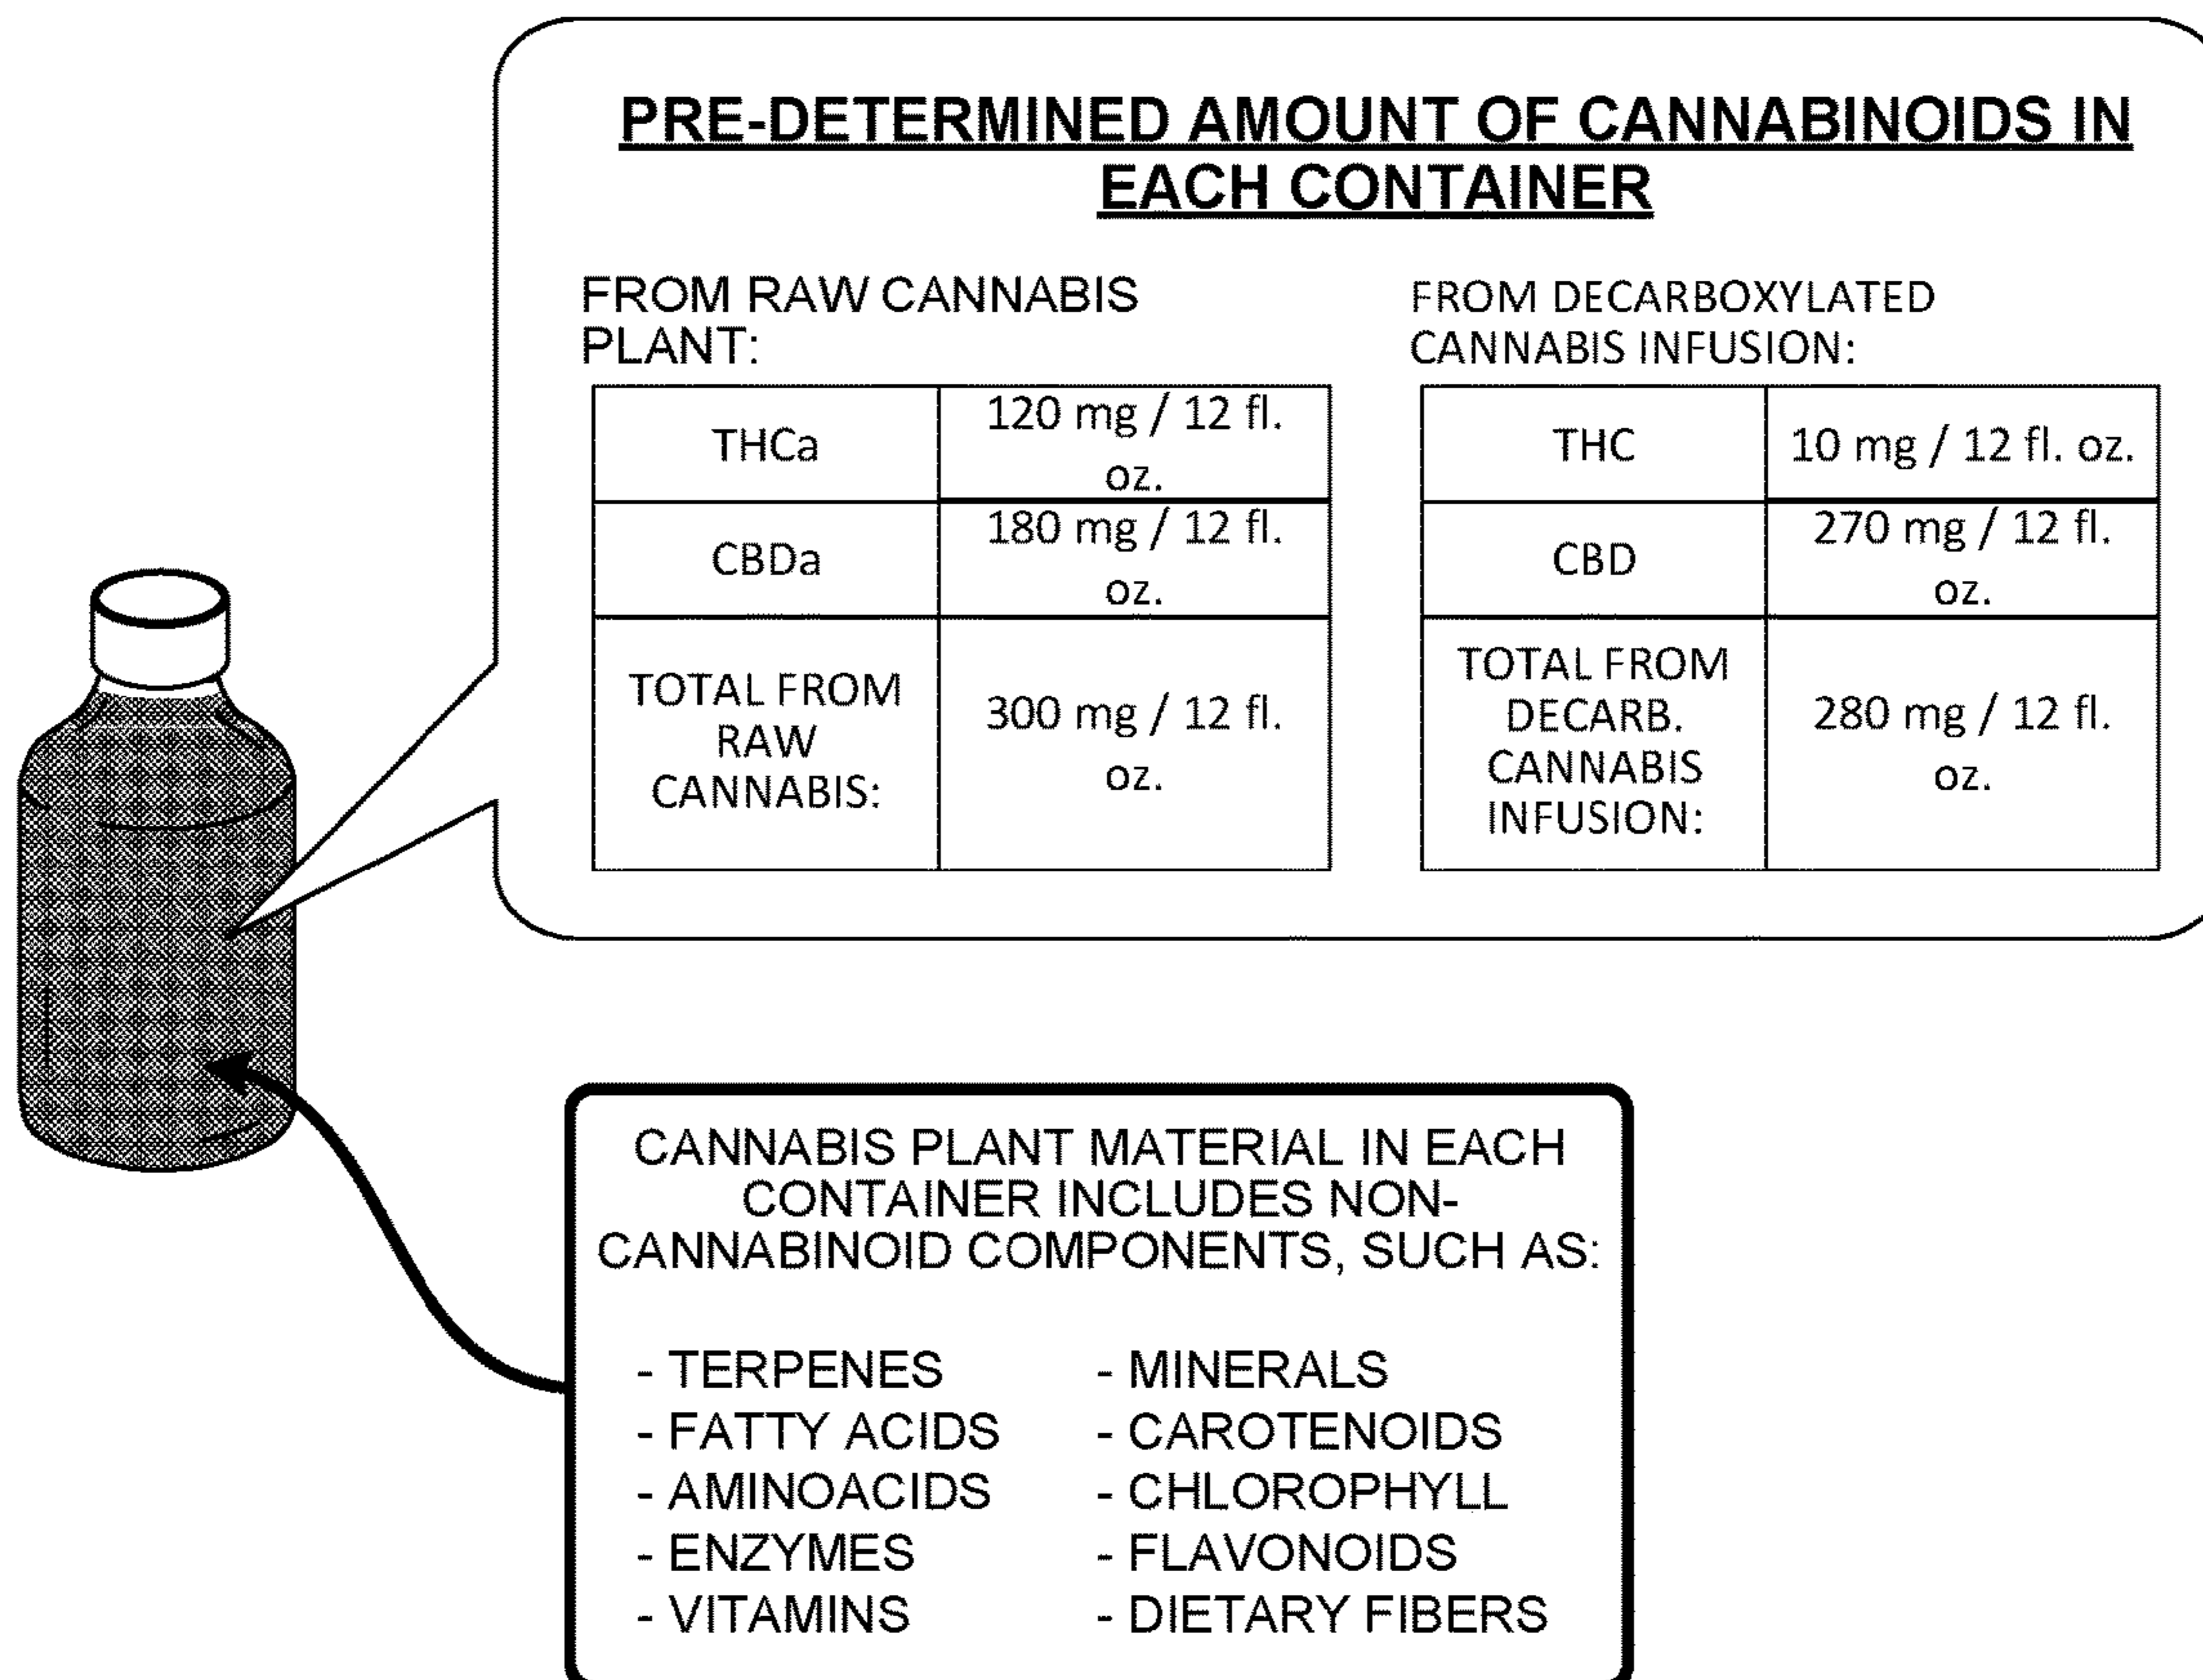 PRE-DETERMINED AMOUNT OF CANNABINOIDS IN
EACH CONTAINER
FROM RAW CANNABIS
PLANT:
THCa
120 mg / 12 fl.
oz.
CBDa
180 mg / 12 fl.
oz.
TOTAL FROM
RAW
CANNABIS:
300 mg / 12 fl.
oz.
FROM DECARBOXYLATED
CANNABIS INFUSION:
THC
10 mg / 12 fl. oz.
CBD
270 mg / 12 fl.
oz.
TOTAL FROM
DECARB.
CANNABIS
INFUSION:
280 mg / 12 fl.
oz.
CANNABIS PLANT MATERIAL IN EACH
CONTAINER INCLUDES NON-
CANNABINOID COMPONENTS, SUCH AS:
- TERPENES
- FATTY ACIDS
- AMINOACIDS
- ENZYMES
- VITAMINS
- MINERALS
- CAROTENOIDS
- CHLOROPHYLL
- FLAVONOIDS
- DIETARY FIBERS